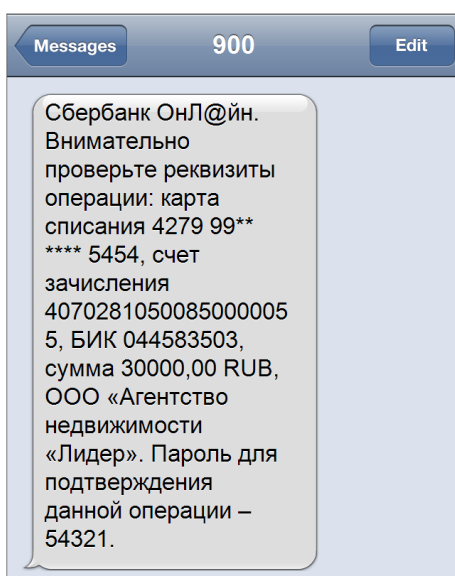 Messages 900 Edit
Сбербанк ОнЛ@йн.
Внимательно
проверьте реквизиты
операции: карта
списания 4279 99**
**** 5454, счет
зачисления
4070281050085000005
5, БИК 044583503,
сумма 30000,00 RUB,
ООО «Агентство
недвижимости
«Лидер». Пароль для
подтверждения
данной операции –
54321.